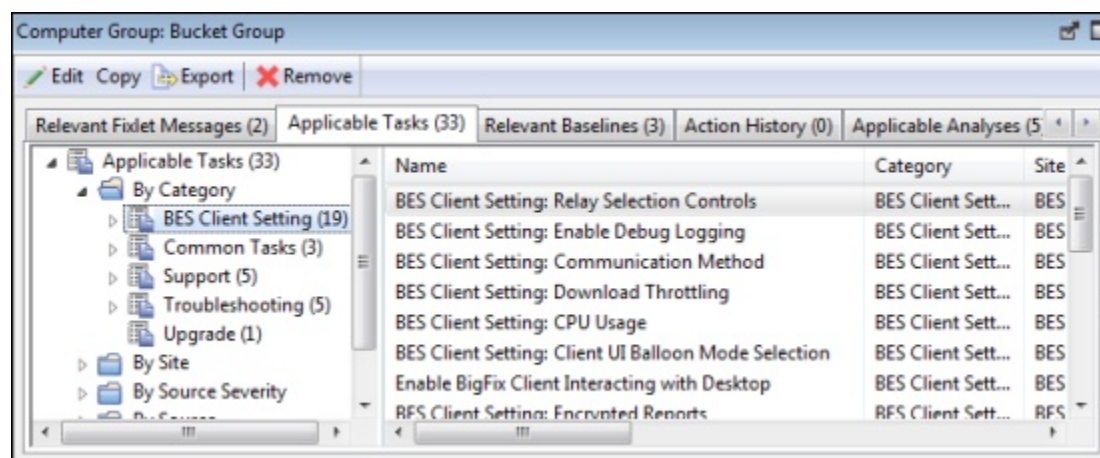 Computer Group: Bucket Group
Edit Copy Export Remove
Relevant Fixlet Messages (2) Applicable Tasks (33) Relevant Baselines (3) Action History (0) Applicable Analyses (5
Applicable Tasks (33)
By Category
BES Client Setting (19)
Common Tasks (3)
Support (5)
Troubleshooting (5)
Upgrade (1)
By Site
By Source Severity
By Source
Name Category Site
BES Client Setting: Relay Selection Controls BES Client Sett... BES
BES Client Setting: Enable Debug Logging BES Client Sett... BES
BES Client Setting: Communication Method BES Client Sett... BES
BES Client Setting: Download Throttling BES Client Sett... BES
BES Client Setting: CPU Usage BES Client Sett... BES
BES Client Setting: Client UI Balloon Mode Selection BES Client Sett... BES
Enable BigFix Client Interacting with Desktop BES Client Sett... BES
BES Client Setting: Encrypted Reports BES Client Sett... BES